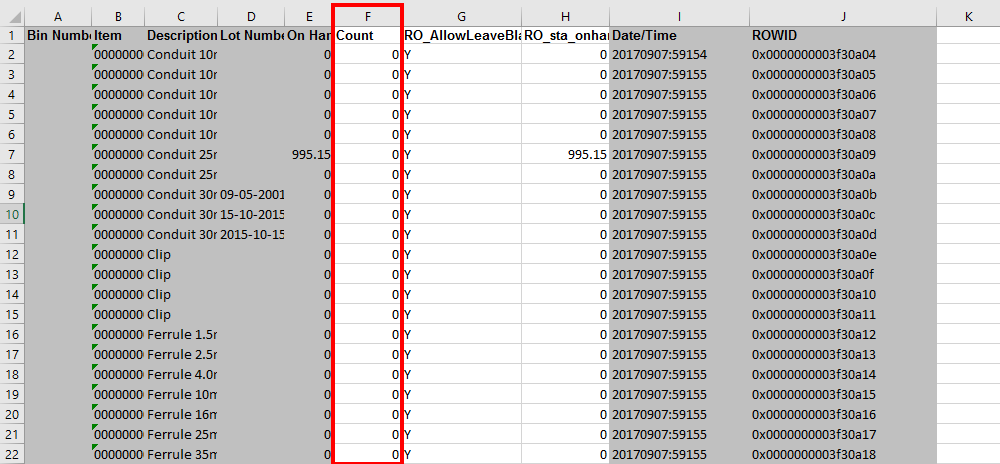 A B C D E F G H I J K
1 Bin Numbe Item Description Lot Numbe On Har Count RO_AllowLeaveBla RO_sta_onhar Date/Time ROWID
2 0000000 Conduit 10r 0 0 Y 0 20170907:59154 0x0000000003f30a04
3 0000000 Conduit 10r 0 0 Y 0 20170907:59155 0x0000000003f30a05
4 0000000 Conduit 10r 0 0 Y 0 20170907:59155 0x0000000003f30a06
5 0000000 Conduit 10r 0 0 Y 0 20170907:59155 0x0000000003f30a07
6 0000000 Conduit 10r 0 0 Y 0 20170907:59155 0x0000000003f30a08
7 0000000 Conduit 25r 995.15 0 Y 995.15 20170907:59155 0x0000000003f30a09
8 0000000 Conduit 25r 0 0 Y 0 20170907:59155 0x0000000003f30a0a
9 0000000 Conduit 30r 09-05-2001 0 0 Y 0 20170907:59155 0x0000000003f30a0b
10 0000000 Conduit 30r 15-10-2015 0 0 Y 0 20170907:59155 0x0000000003f30a0c
11 0000000 Conduit 30r 2015-10-15 0 0 Y 0 20170907:59155 0x0000000003f30a0d
12 0000000 Clip 0 0 Y 0 20170907:59155 0x0000000003f30a0e
13 0000000 Clip 0 0 Y 0 20170907:59155 0x0000000003f30a0f
14 0000000 Clip 0 0 Y 0 20170907:59155 0x0000000003f30a10
15 0000000 Clip 0 0 Y 0 20170907:59155 0x0000000003f30a11
16 0000000 Ferrule 1.5r 0 0 Y 0 20170907:59155 0x0000000003f30a12
17 0000000 Ferrule 2.5r 0 0 Y 0 20170907:59155 0x0000000003f30a13
18 0000000 Ferrule 4.0r 0 0 Y 0 20170907:59155 0x0000000003f30a14
19 0000000 Ferrule 10m 0 0 Y 0 20170907:59155 0x0000000003f30a15
20 0000000 Ferrule 16m 0 0 Y 0 20170907:59155 0x0000000003f30a16
21 0000000 Ferrule 25m 0 0 Y 0 20170907:59155 0x0000000003f30a17
22 0000000 Ferrule 35m 0 0 Y 0 20170907:59155 0x0000000003f30a18